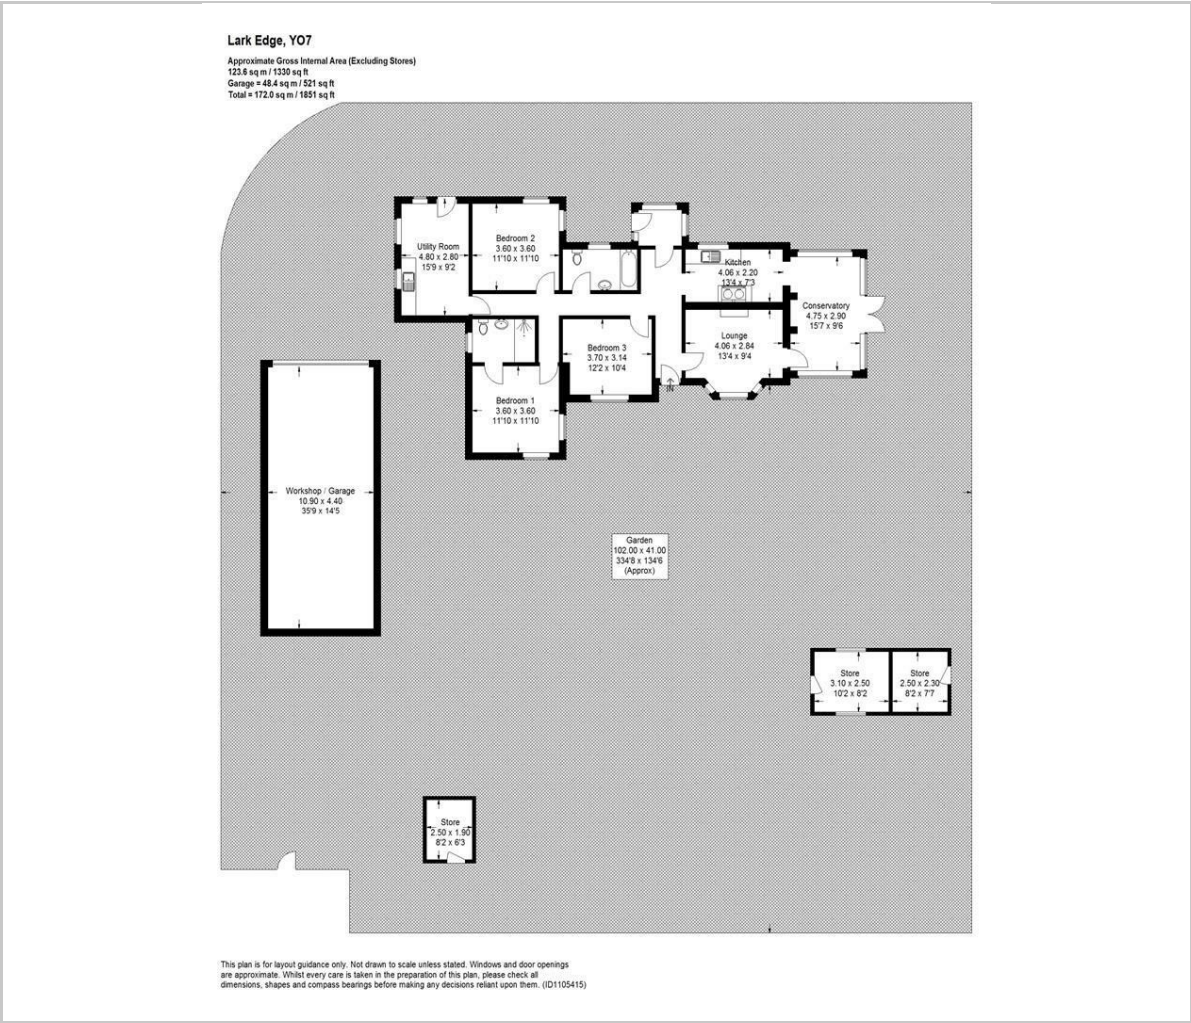 Lark Edge, YO7
Approximate Gross Internal Area (Excluding Stores)
123.6 sq m / 1330 sq ft
Garage = 48.4 sq m / 521 sq ft
Total = 172.0 sq m / 1851 sq ft
Utility Room
4.80 x 2.80
15'9 x 9'2
Bedroom 2
3.60 x 3.60
11'10 x 11'10
Kitchen
4.06 x 2.20
13'4 x 7'3
Conservatory
4.75 x 2.90
15'7 x 9'6
Lounge
4.06 x 2.84
13'4 x 9'4
Bedroom 3
3.70 x 3.14
12'2 x 10'4
IN
Bedroom 1
3.60 x 3.60
11'10 x 11'10
Workshop / Garage
10.90 x 4.40
35'9 x 14'5
Garden
102.00 x 41.00
334'8 x 134'6
(Approx)
Store
3.10 x 2.50
10'2 x 8'2
Store
2.50 x 2.30
8'2 x 7'7
Store
2.50 x 1.90
8'2 x 6'3
This plan is for layout guidance only. Not drawn to scale unless stated. Windows and door openings
are approximate. Whilst every care is taken in the preparation of this plan, please check all
dimensions, shapes and compass bearings before making any decisions reliant upon them. (ID1105415)